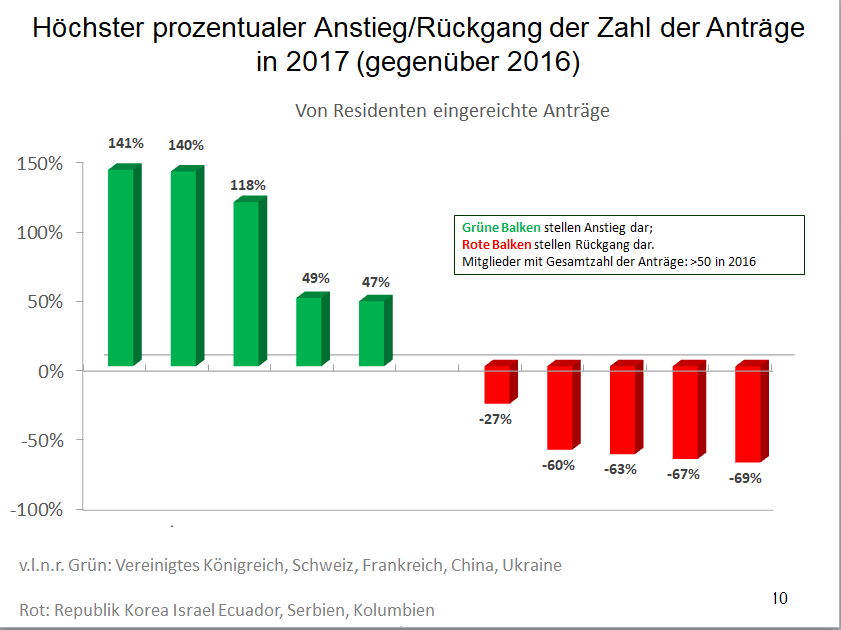 Höchster prozentualer Anstieg/Rückgang der Zahl der Anträge
in 2017 (gegenüber 2016)
Von Residenten eingereichte Anträge
141%
140%
118%
49%
47%
150%
100%
50%
0%
-50%
-100%
Grüne Balken stellen Anstieg dar;
Rote Balken stellen Rückgang dar.
Mitglieder mit Gesamtzahl der Anträge: >50 in 2016
-27%
-60%
-63%
-67%
-69%
v.l.n.r. Grün: Vereinigtes Königreich, Schweiz, Frankreich, China, Ukraine
Rot: Republik Korea Israel Ecuador, Serbien, Kolumbien
10